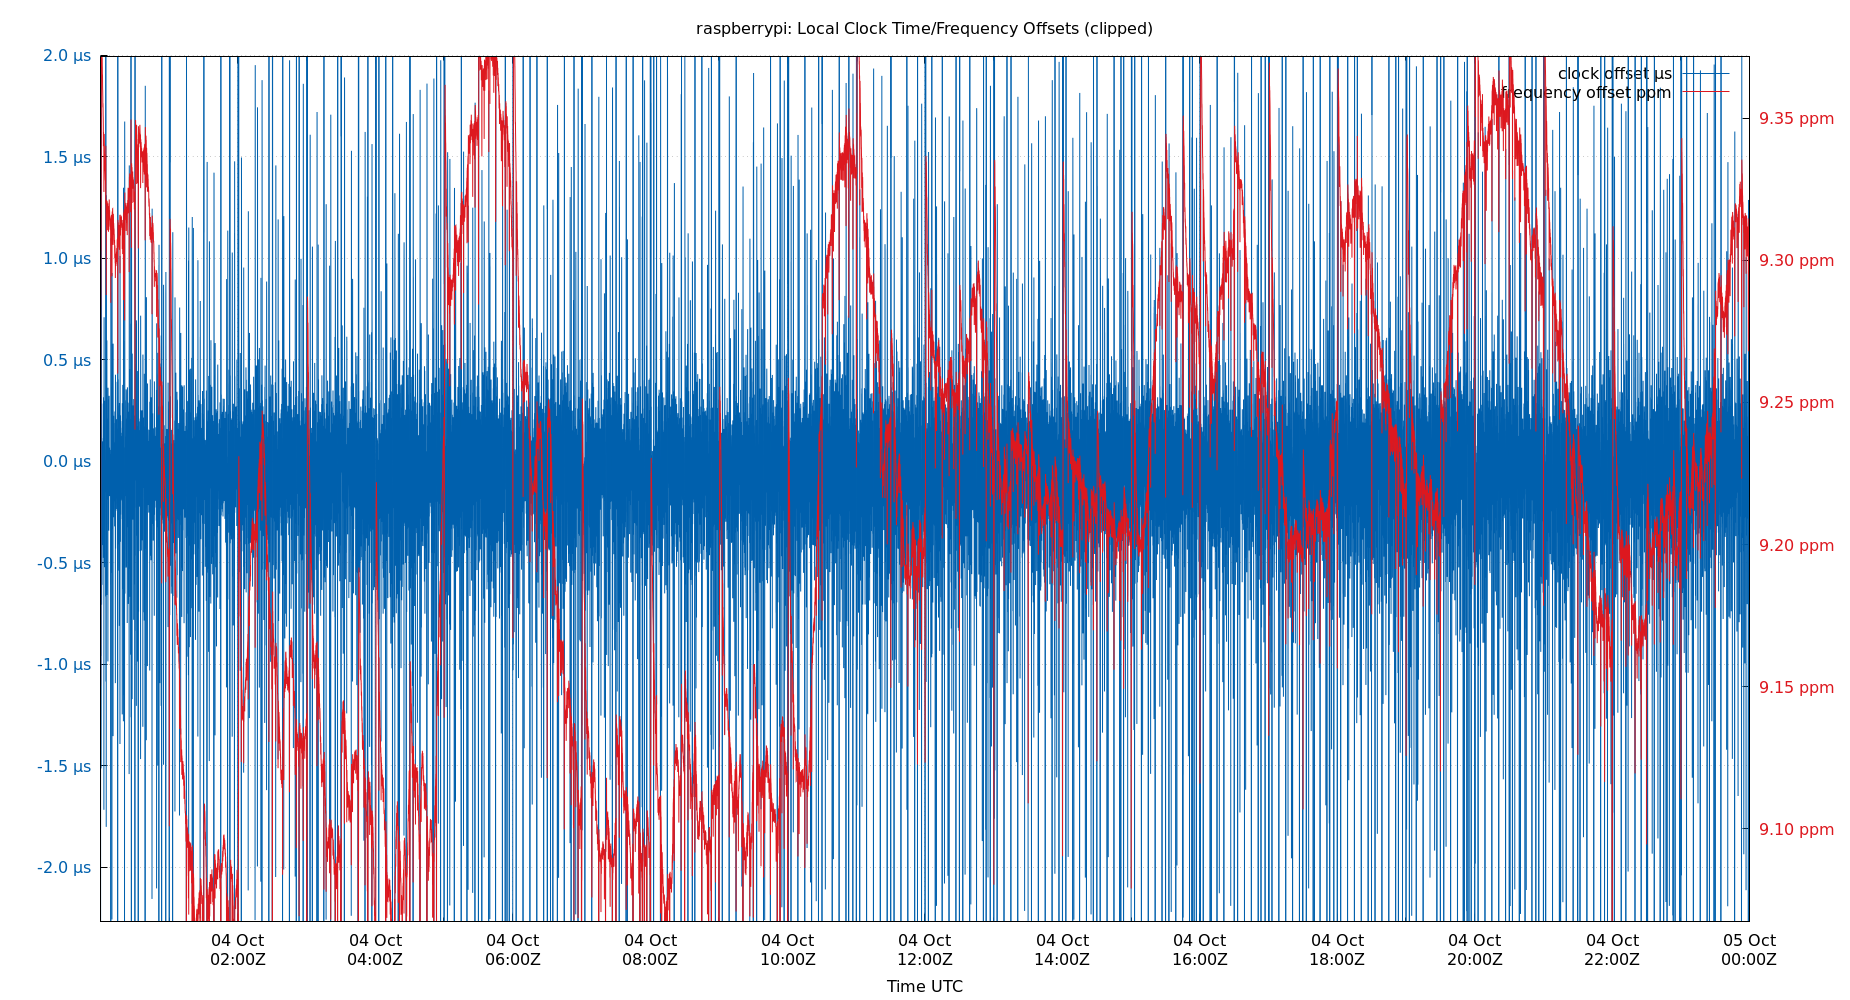 raspberrypi: Local Clock Time/Frequency Offsets (clipped)
2.0 µs
1.5 µs
1.0 µs
0.5 µs
0.0 µs
-0.5 µs
-1.0 µs
-1.5 µs
-2.0 µs
clock offset µs
frequency offset ppm
9.35 ppm
9.30 ppm
9.25 ppm
9.20 ppm
9.15 ppm
9.10 ppm
04 Oct 04 Oct 04 Oct 04 Oct 04 Oct 04 Oct 04 Oct 04 Oct 04 Oct 04 Oct 04 Oct 05 Oct
02:00Z 04:00Z 06:00Z 08:00Z 10:00Z 12:00Z 14:00Z 16:00Z 18:00Z 20:00Z 22:00Z 00:00Z
Time UTC